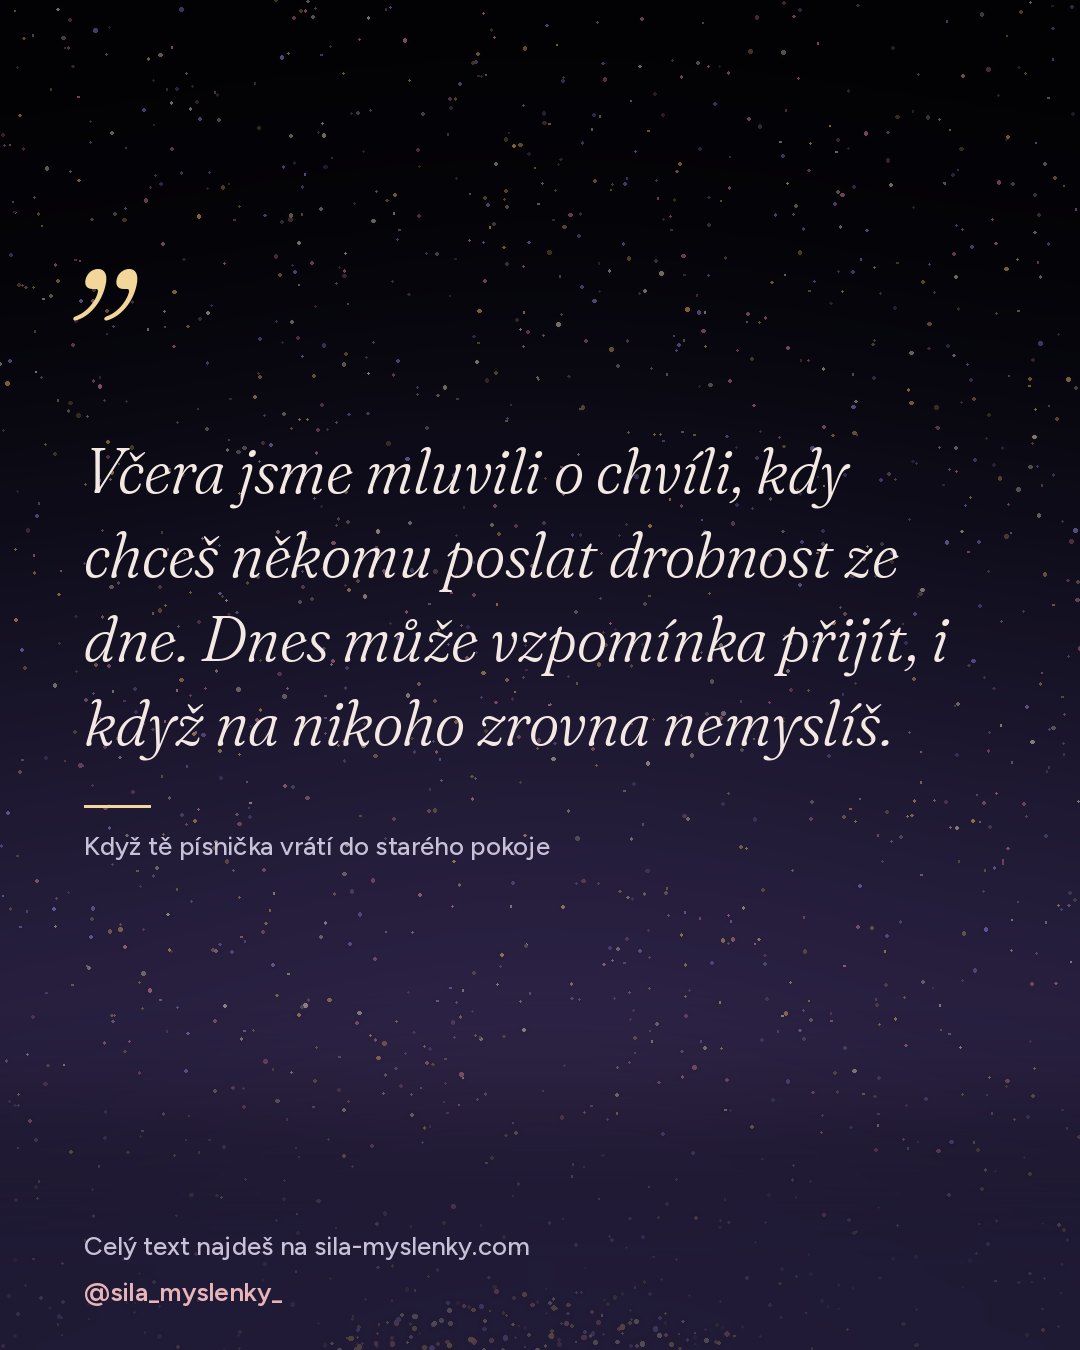 ”
Včera jsme mluvili o chvíli, kdy
chceš někomu poslat drobnost ze
dne. Dnes může vzpomínka přijít, i
když na nikoho zrovna nemyslíš.
Když tě písnička vrátí do starého pokoje
Celý text najdeš na sila-myslenky.com
@sila_myslenky_